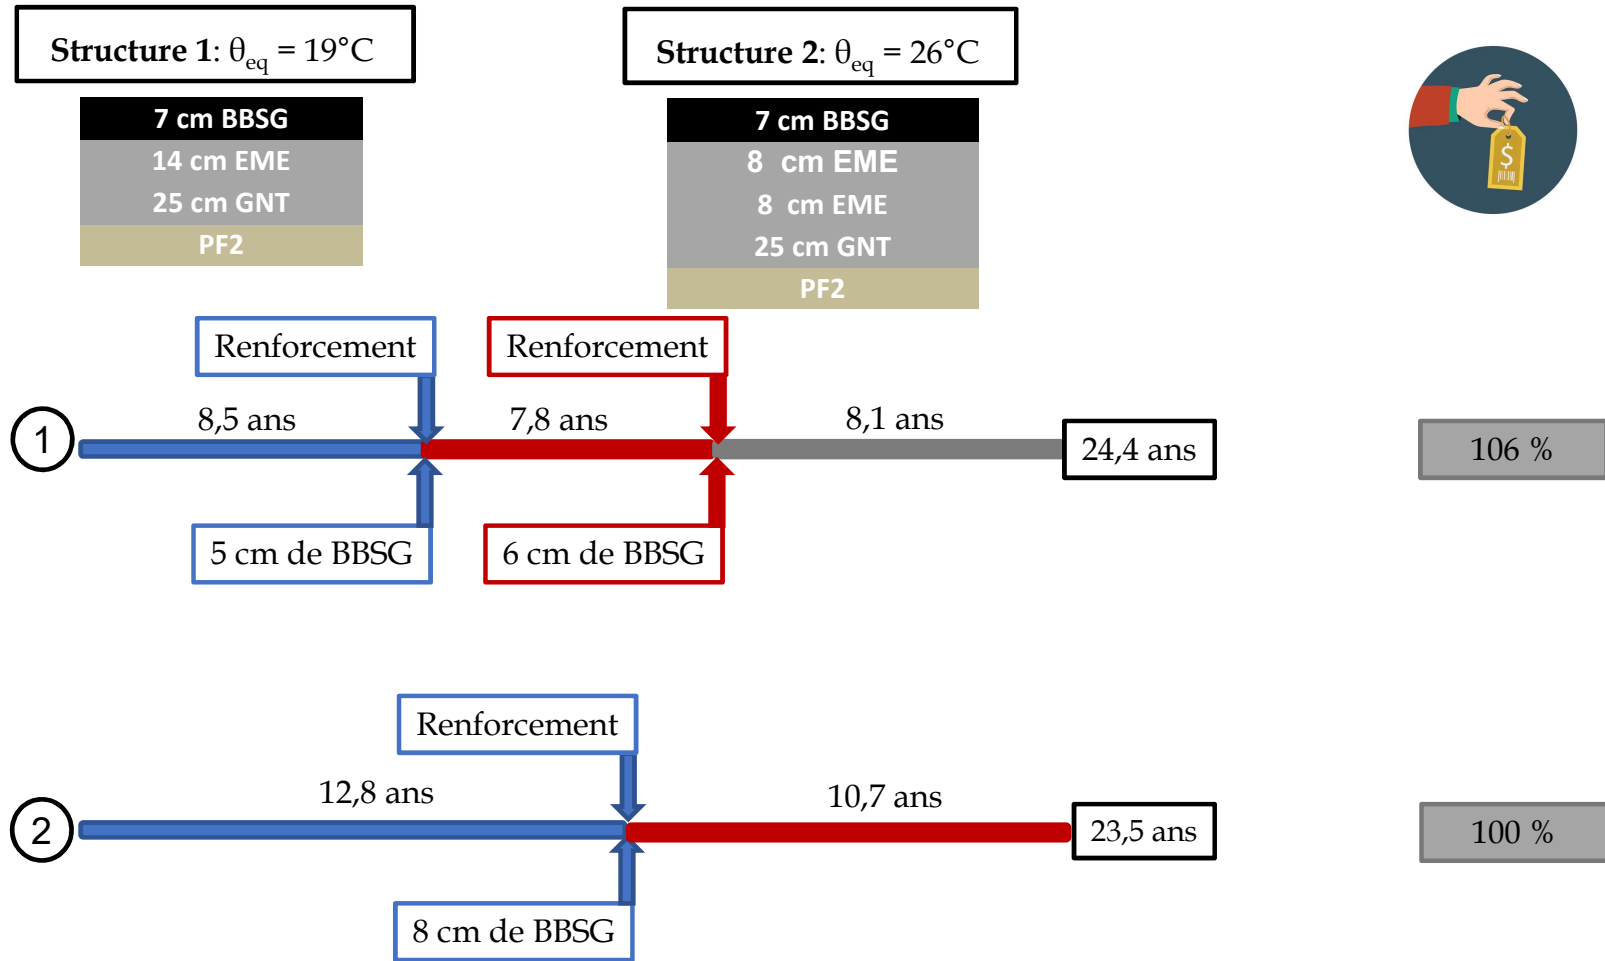 Structure 1: θeq = 19°C
7 cm BBSG
14 cm EME
25 cm GNT
PF2
Structure 2: θeq = 26°C
7 cm BBSG
8 cm EME
8 cm EME
25 cm GNT
PF2
$
Renforcement
Renforcement
1
8,5 ans
7,8 ans
8,1 ans
24,4 ans
106 %
5 cm de BBSG
6 cm de BBSG
Renforcement
2
12,8 ans
10,7 ans
23,5 ans
100 %
8 cm de BBSG